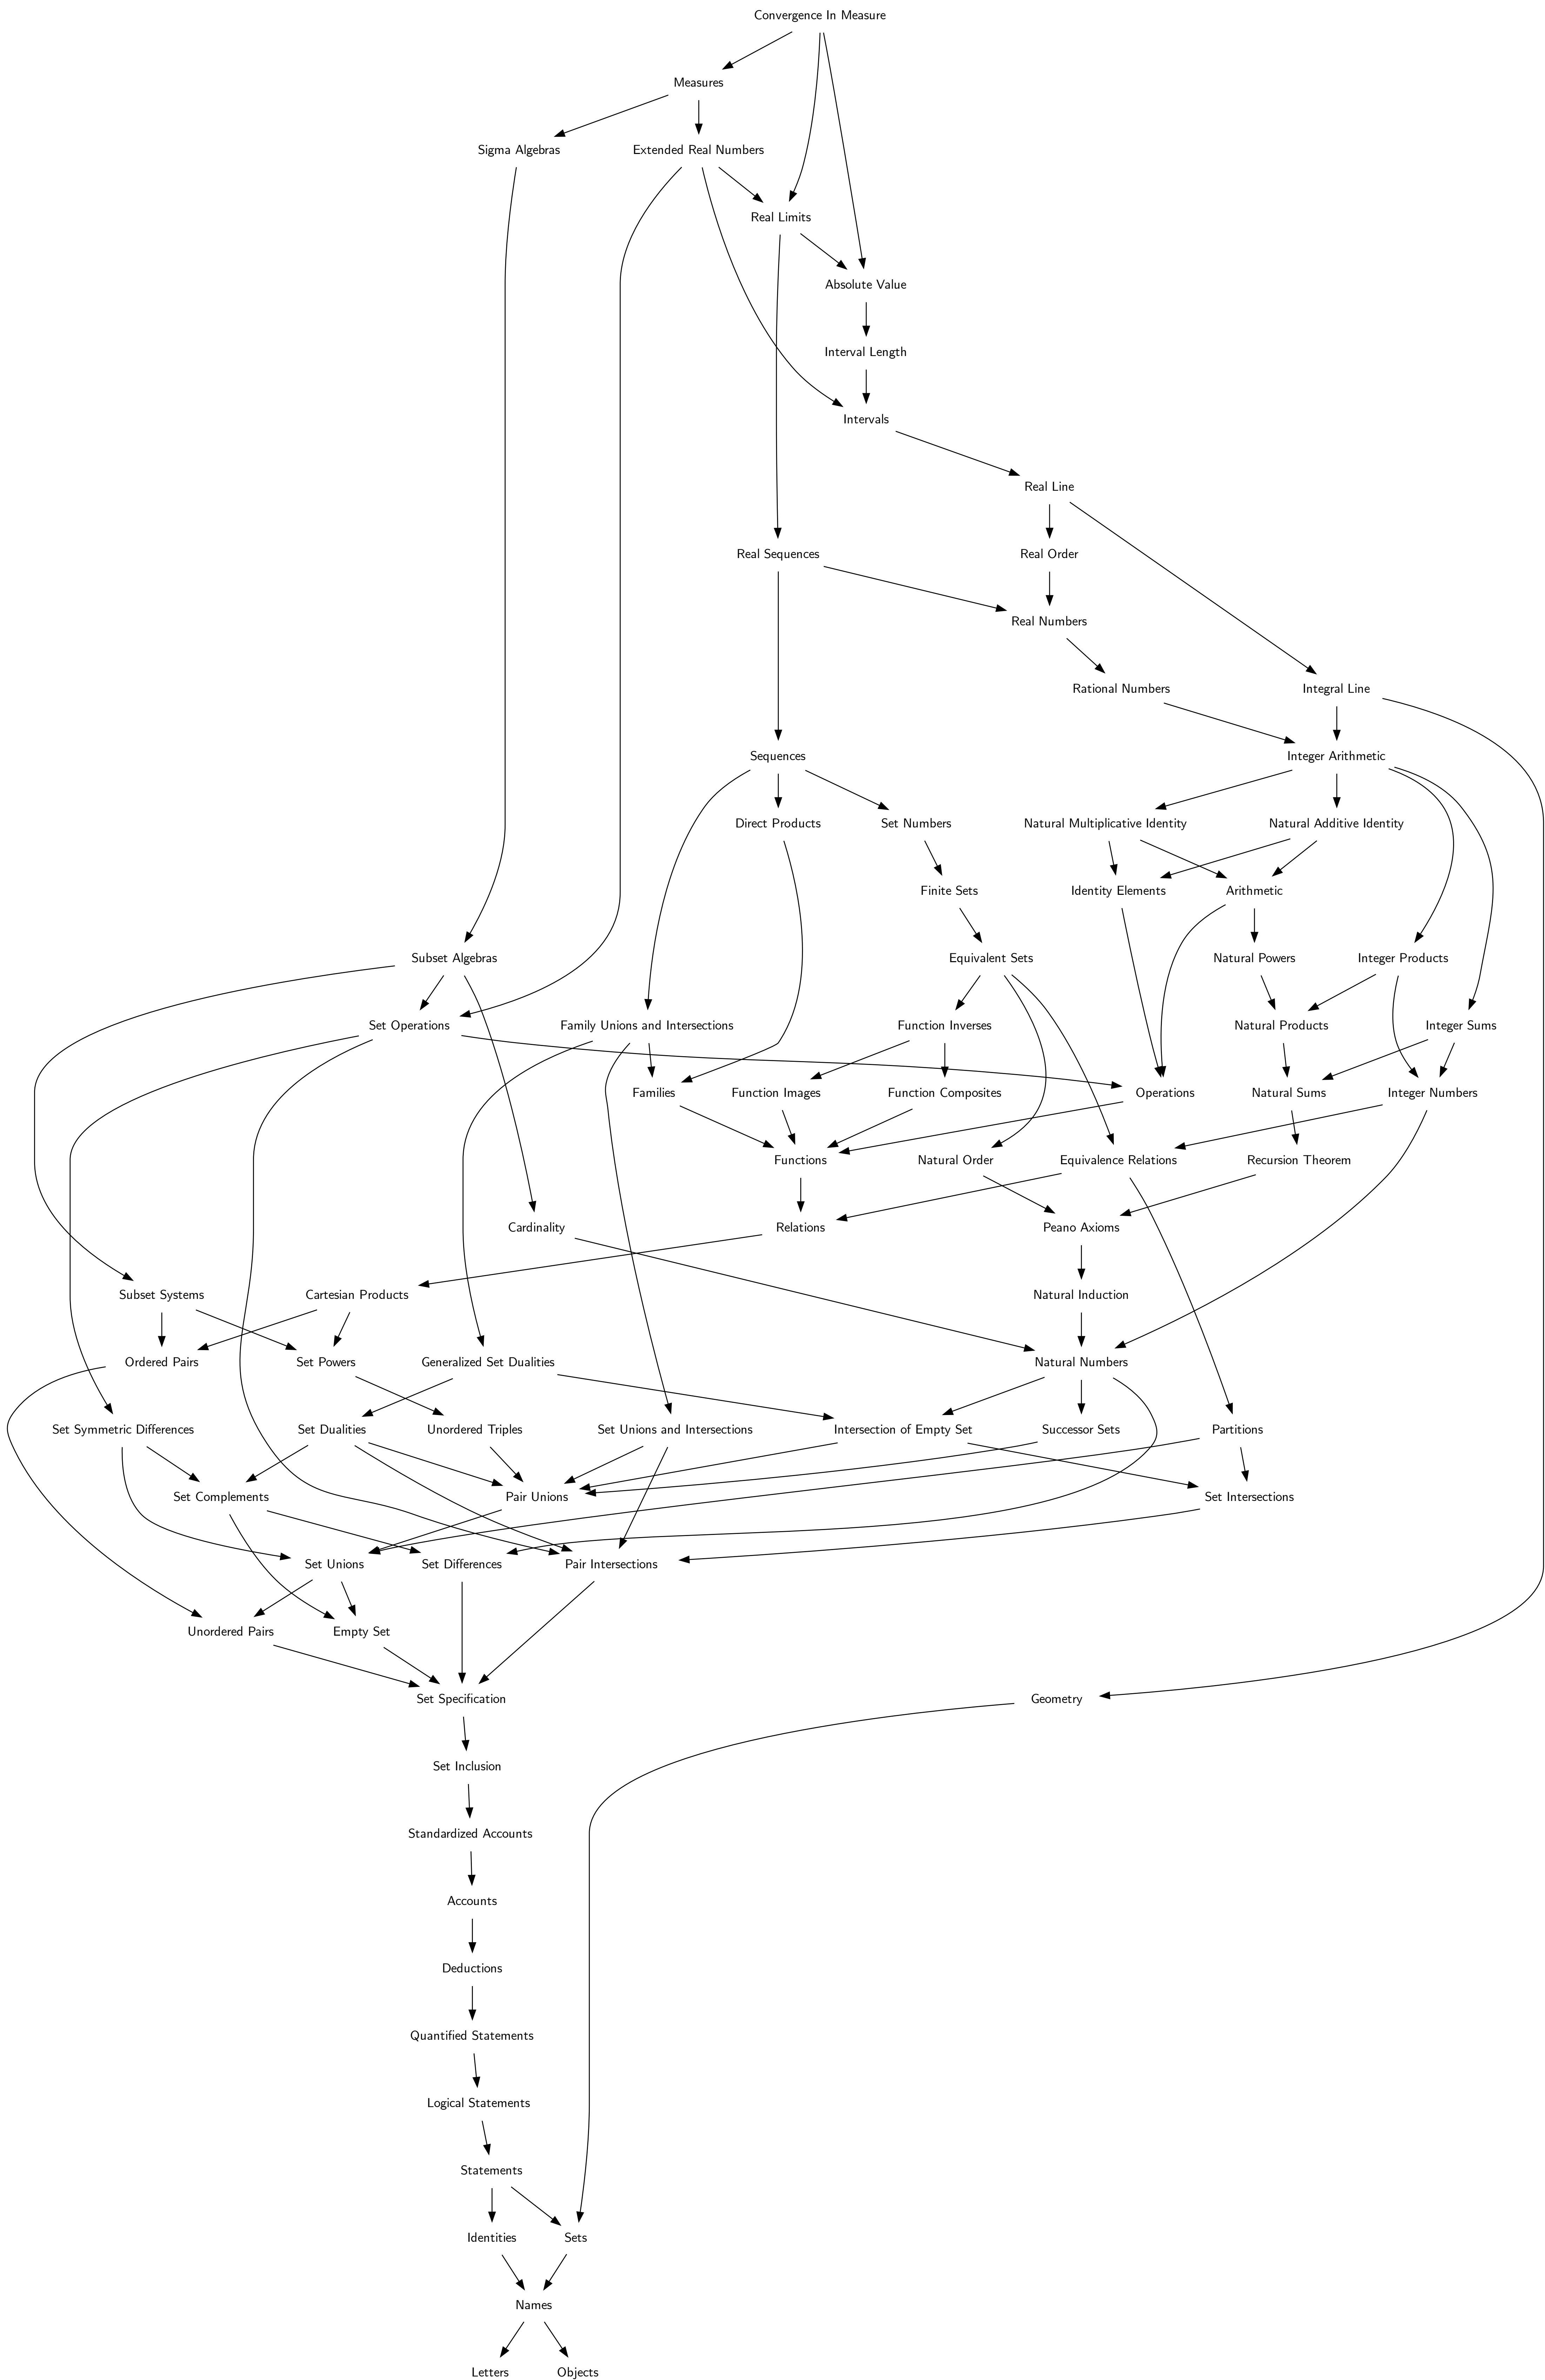 Convergence In Measure
Measures
Sigma Algebras
Extended Real Numbers
Real Limits
Absolute Value
Interval Length
Intervals
Real Line
Real Sequences
Real Order
Real Numbers
Rational Numbers
Integral Line
Sequences
Integer Arithmetic
Direct Products
Set Numbers
Natural Multiplicative Identity
Natural Additive Identity
Finite Sets
Identity Elements
Arithmetic
Subset Algebras
Equivalent Sets
Natural Powers
Integer Products
Set Operations
Family Unions and Intersections
Function Inverses
Natural Products
Integer Sums
Families
Function Images
Function Composites
Operations
Natural Sums
Integer Numbers
Functions
Natural Order
Equivalence Relations
Recursion Theorem
Cardinality
Relations
Peano Axioms
Subset Systems
Cartesian Products
Natural Induction
Ordered Pairs
Set Powers
Generalized Set Dualities
Natural Numbers
Set Symmetric Differences
Set Dualities
Unordered Triples
Set Unions and Intersections
Intersection of Empty Set
Successor Sets
Partitions
Set Complements
Pair Unions
Set Intersections
Set Unions
Set Differences
Pair Intersections
Unordered Pairs
Empty Set
Set Specification
Geometry
Set Inclusion
Standardized Accounts
Accounts
Deductions
Quantified Statements
Logical Statements
Statements
Identities
Sets
Names
Letters
Objects